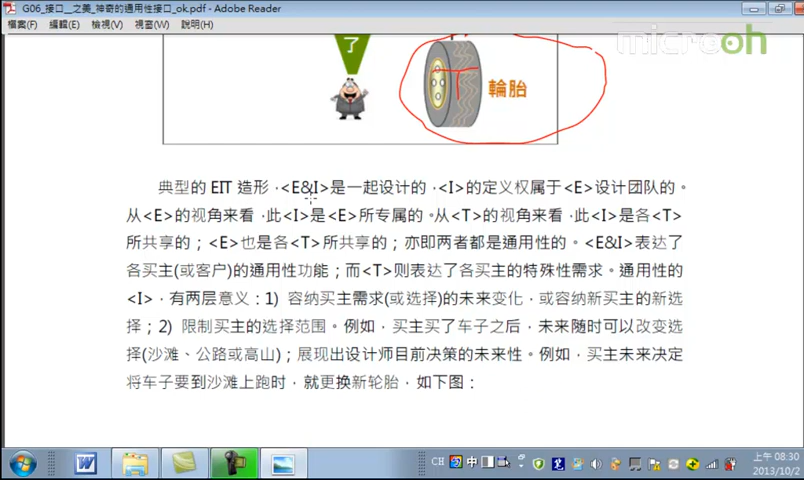 G06_接口__之美_神奇的通用性接口_ok.pdf - Adobe Reader
microoh
檔案(F) 編輯(E) 檢視(V) 視窗(W) 說明(H)
了
輪胎
典型的 EIT 造形，<E&I>是一起设计的，<I>的定义权属于<E>设计团队的。
从<E>的视角来看，此<I>是<E>所专属的。从<T>的视角来看，此<I>是各<T>
所共享的；<E>也是各<T>所共享的；亦即两者都是通用性的。<E&I>表达了
各买主(或客户)的通用性功能；而<T>则表达了各买主的特殊性需求。通用性的
<I>，有两层意义：1) 容纳买主需求(或选择)的未来变化，或容纳新买主的新选
择；2) 限制买主的选择范围。例如，买主买了车子之后，未来随时可以改变选
择(沙滩、公路或高山)；展现出设计师目前决策的未来性。例如，买主未来决定
将车子要到沙滩上跑时，就更换新轮胎，如下图：
CH 中
上午 08:30
2013/10/2